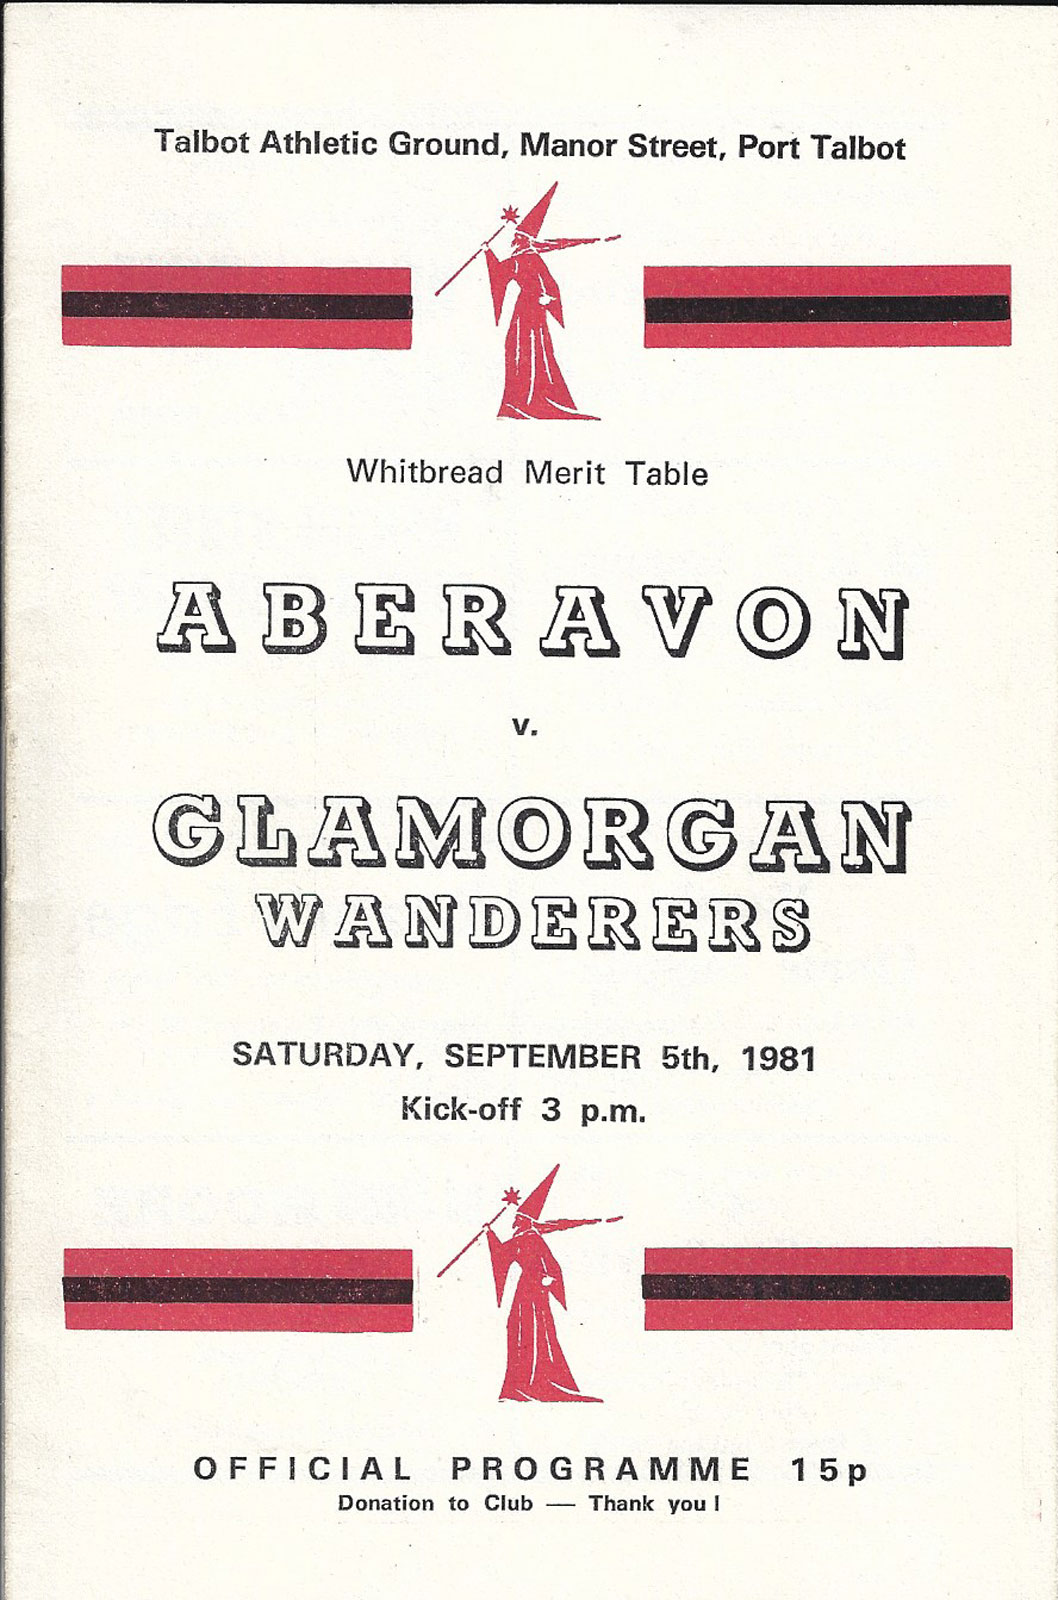 Talbot Athletic Ground, Manor Street, Port Talbot
Whitbread Merit Table
ABERAVON
v.
GLAMORGAN
WANDERERS
SATURDAY, SEPTEMBER 5th, 1981
Kick-off 3 p.m.
OFFICIAL PROGRAMME 15p
Donation to Club — Thank you !